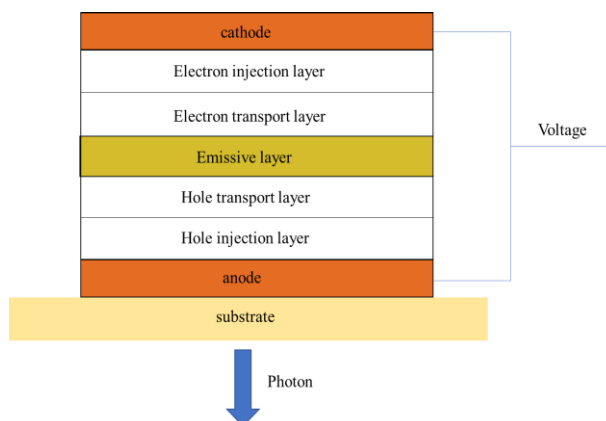 cathode
Electron injection layer
Electron transport layer
Voltage
Emissive layer
Hole transport layer
Hole injection layer
anode
substrate
Photon